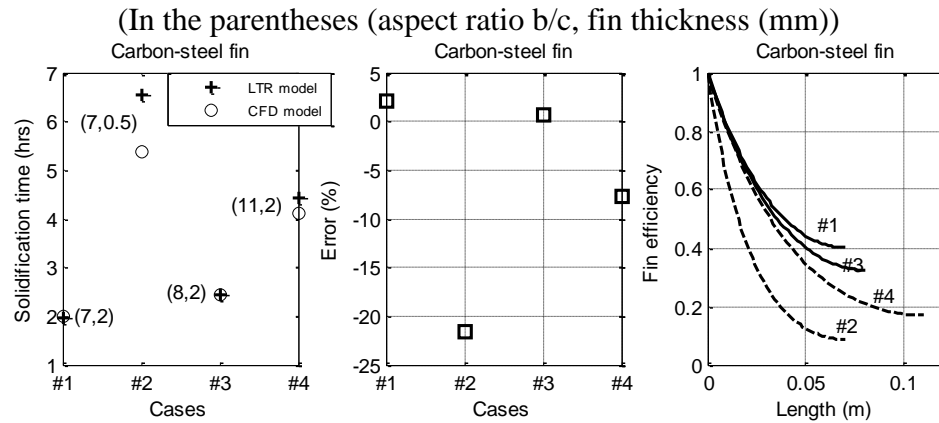 (In the parentheses (aspect ratio b/c, fin thickness (mm))
Carbon-steel fin
7
6
5
4
3
2
1
Solidification time (hrs)
LTR model
CFD model
(7,0.5)
(11,2)
(8,2)
(7,2)
#1 #2 #3 #4
Cases
Carbon-steel fin
5
0
-5
-10
-15
-20
-25
Error (%)
#1 #2 #3 #4
Cases
Carbon-steel fin
1
0.8
0.6
0.4
0.2
0
Fin efficiency
#1
#3
#4
#2
0 0.05 0.1
Length (m)